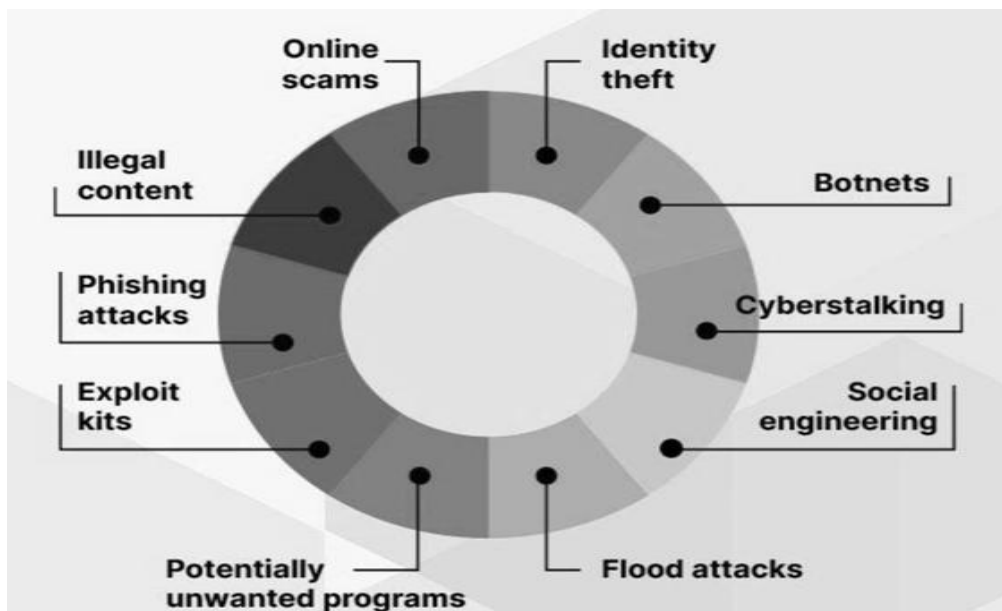 Online
scams
Identity
theft
Illegal
content
Botnets
Phishing
attacks
Cyberstalking
Exploit
kits
Social
engineering
Potentially
unwanted programs
Flood attacks